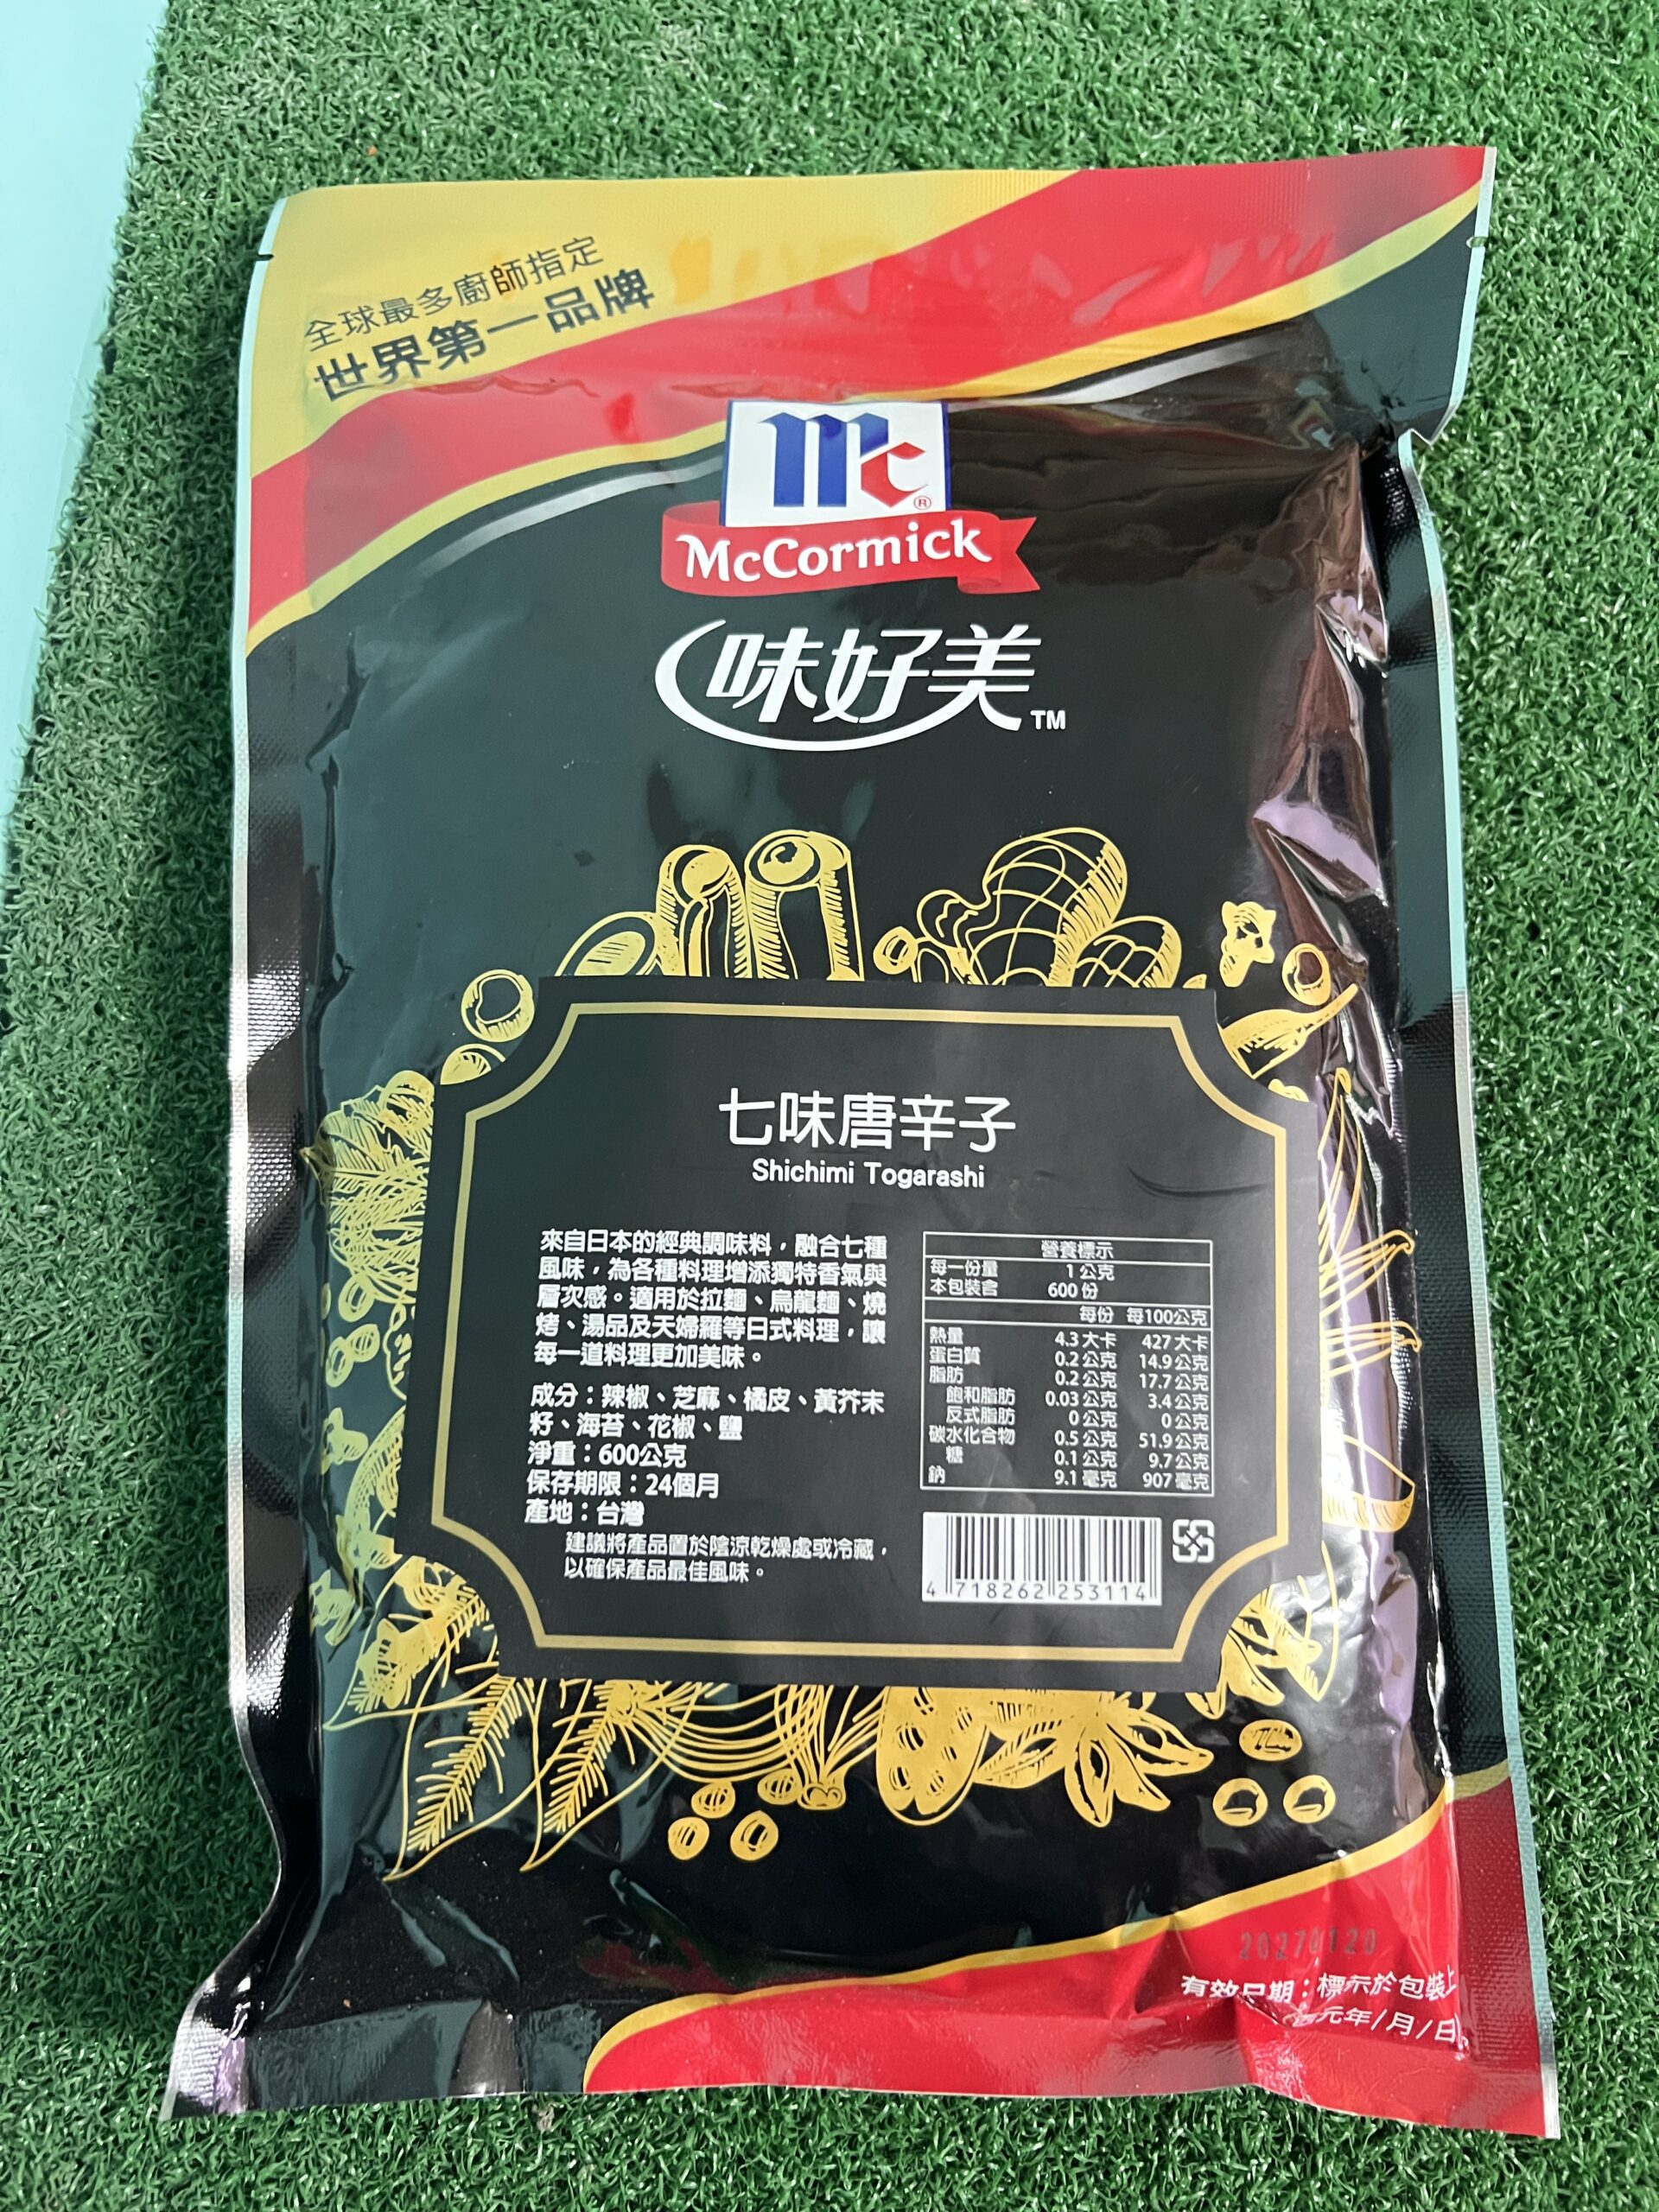 全球最多廚師指定
世界第一品牌
mc®
McCormick
味好美™
七味唐辛子
Shichimi Togarashi
來自日本的經典調味料，融合七種
風味，為各種料理增添獨特香氣與
層次感。適用於拉麵、烏龍麵、燒
烤、湯品及天婦羅等日式料理，讓
每一道料理更加美味。
成分：辣椒、芝麻、橘皮、黃芥末
籽、海苔、花椒、鹽
淨重：600公克
保存期限：24個月
產地：台灣
建議將產品置於陰涼乾燥處或冷藏，
以確保產品最佳風味。
營養標示
每一份量 1 公克
本包裝含 600 份
每份 每100公克
熱量 4.3 大卡 427 大卡
蛋白質 0.2 公克 14.9 公克
脂肪 0.2 公克 17.7 公克
飽和脂肪 0.03 公克 3.4 公克
反式脂肪 0 公克 0 公克
碳水化合物 0.5 公克 51.9 公克
糖 0.1 公克 9.7 公克
鈉 9.1 毫克 907 毫克
4 718262 253114
20270120
有效日期：標示於包裝上
元年/月/日。